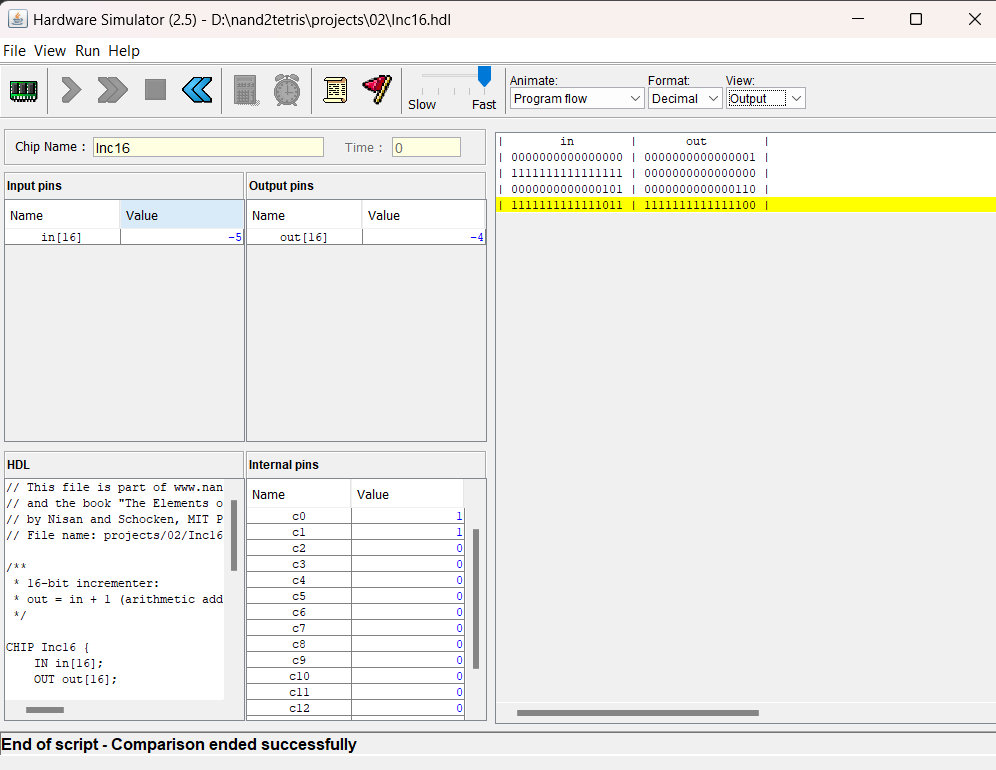 Hardware Simulator (2.5) - D:\nand2tetris\projects\02\Inc16.hdl
File View Run Help
Slow Fast
Animate: Format: View:
Program flow Decimal Output
Chip Name : Inc16 Time : 0
Input pins
Name Value
in[16] -5
Output pins
Name Value
out[16] -4
HDL
// This file is part of www.nan
// and the book "The Elements o
// by Nisan and Schocken, MIT P
// File name: projects/02/Inc16
/**
* 16-bit incrementer:
* out = in + 1 (arithmetic add
*/
CHIP Inc16 {
IN in[16];
OUT out[16];
Internal pins
Name Value
c0 1
c1 1
c2 0
c3 0
c4 0
c5 0
c6 0
c7 0
c8 0
c9 0
c10 0
c11 0
c12 0
| in | out |
| 0000000000000000 | 0000000000000001 |
| 1111111111111111 | 0000000000000000 |
| 0000000000000101 | 0000000000000110 |
| 1111111111111011 | 1111111111111100 |
End of script - Comparison ended successfully